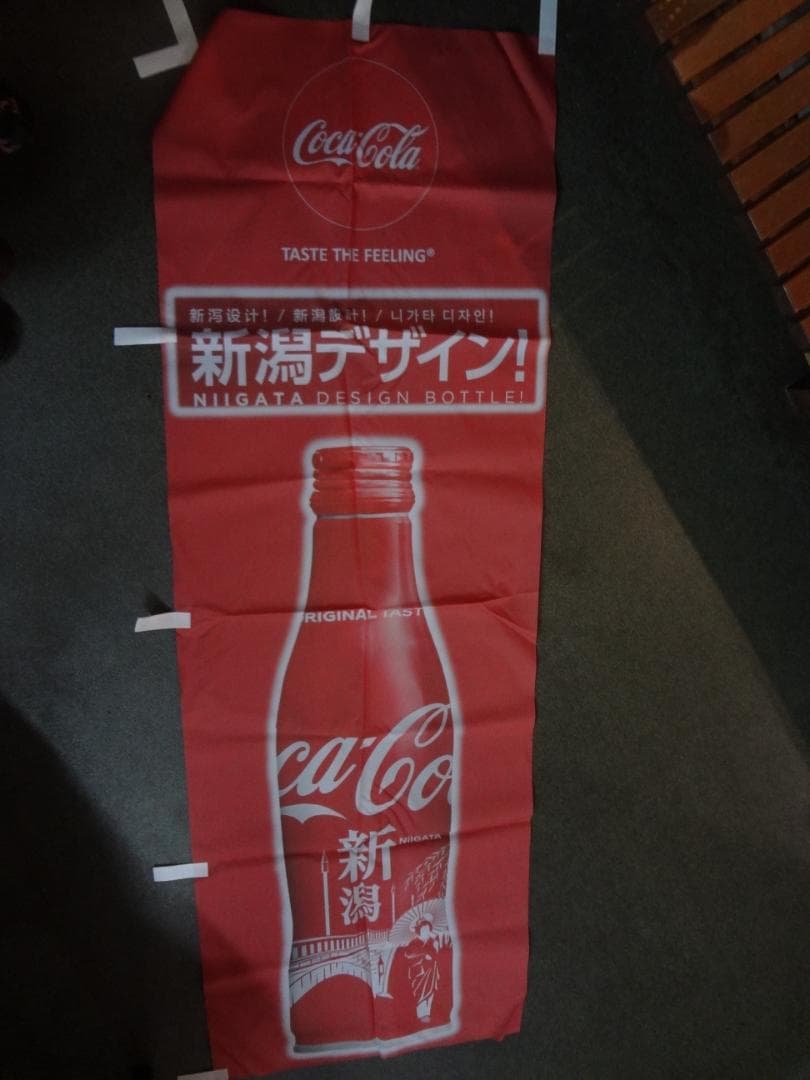 Coca-Cola
TASTE THE FEELING®
新泻设计! / 新潟設計! / 니가타 디자인!
新潟デザイン!
NIIGATA DESIGN BOTTLE!
RIGINAL TAST
ca-Co
新潟
NIIGATA